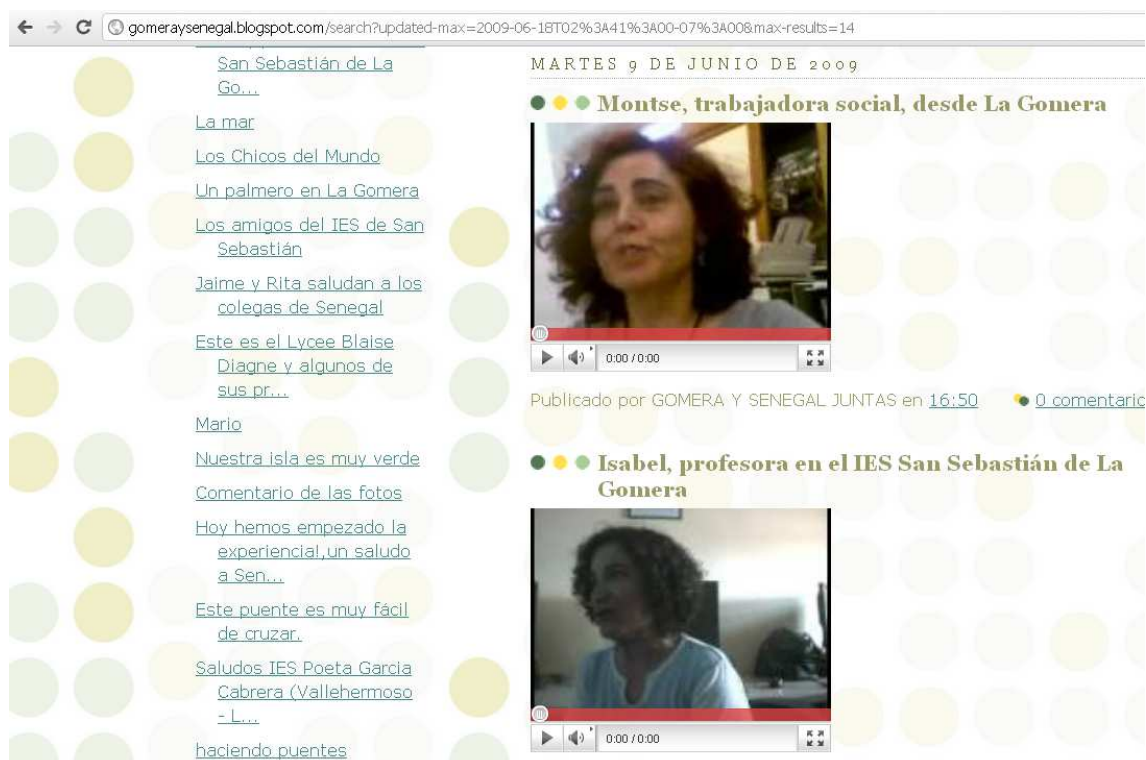 gomeraysenegal.blogspot.com/search?updated-max=2009-06-18T02%3A41%3A00-07%3A00&max-results=14
San Sebastián de La
Go...
La mar
Los Chicos del Mundo
Un palmero en La Gomera
Los amigos del IES de San
Sebastián
Jaime y Rita saludan a los
colegas de Senegal
Este es el Lycee Blaise
Diagne y algunos de
sus pr...
Mario
Nuestra isla es muy verde
Comentario de las fotos
Hoy hemos empezado la
experiencia!,un saludo
a Sen...
Este puente es muy fácil
de cruzar.
Saludos IES Poeta Garcia
Cabrera (Vallehermoso
- L...
haciendo puentes
MARTES 9 DE JUNIO DE 2009
Montse, trabajadora social, desde La Gomera
0:00 / 0:00
Publicado por GOMERA Y SENEGAL JUNTAS en 16:50 0 comentario
Isabel, profesora en el IES San Sebastián de La
Gomera
0:00 / 0:00